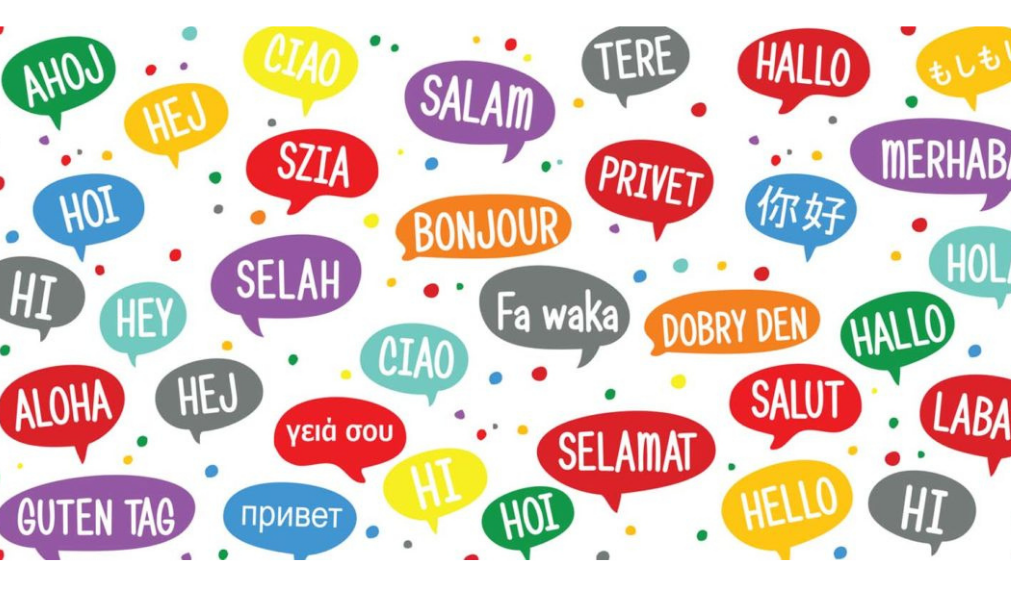 AHOJ
CIAO
SALAM
TERE
HALLO
もしも
HEJ
SZIA
PRIVET
你好
MERHABA
HOI
BONJOUR
HOL
HI
HEY
SELAH
Fa waka
DOBRY DEN
HALLO
CIAO
ALOHA
HEJ
γειά σου
SALUT
LABA
SELAMAT
HI
GUTEN TAG
привет
HOI
HELLO
HI